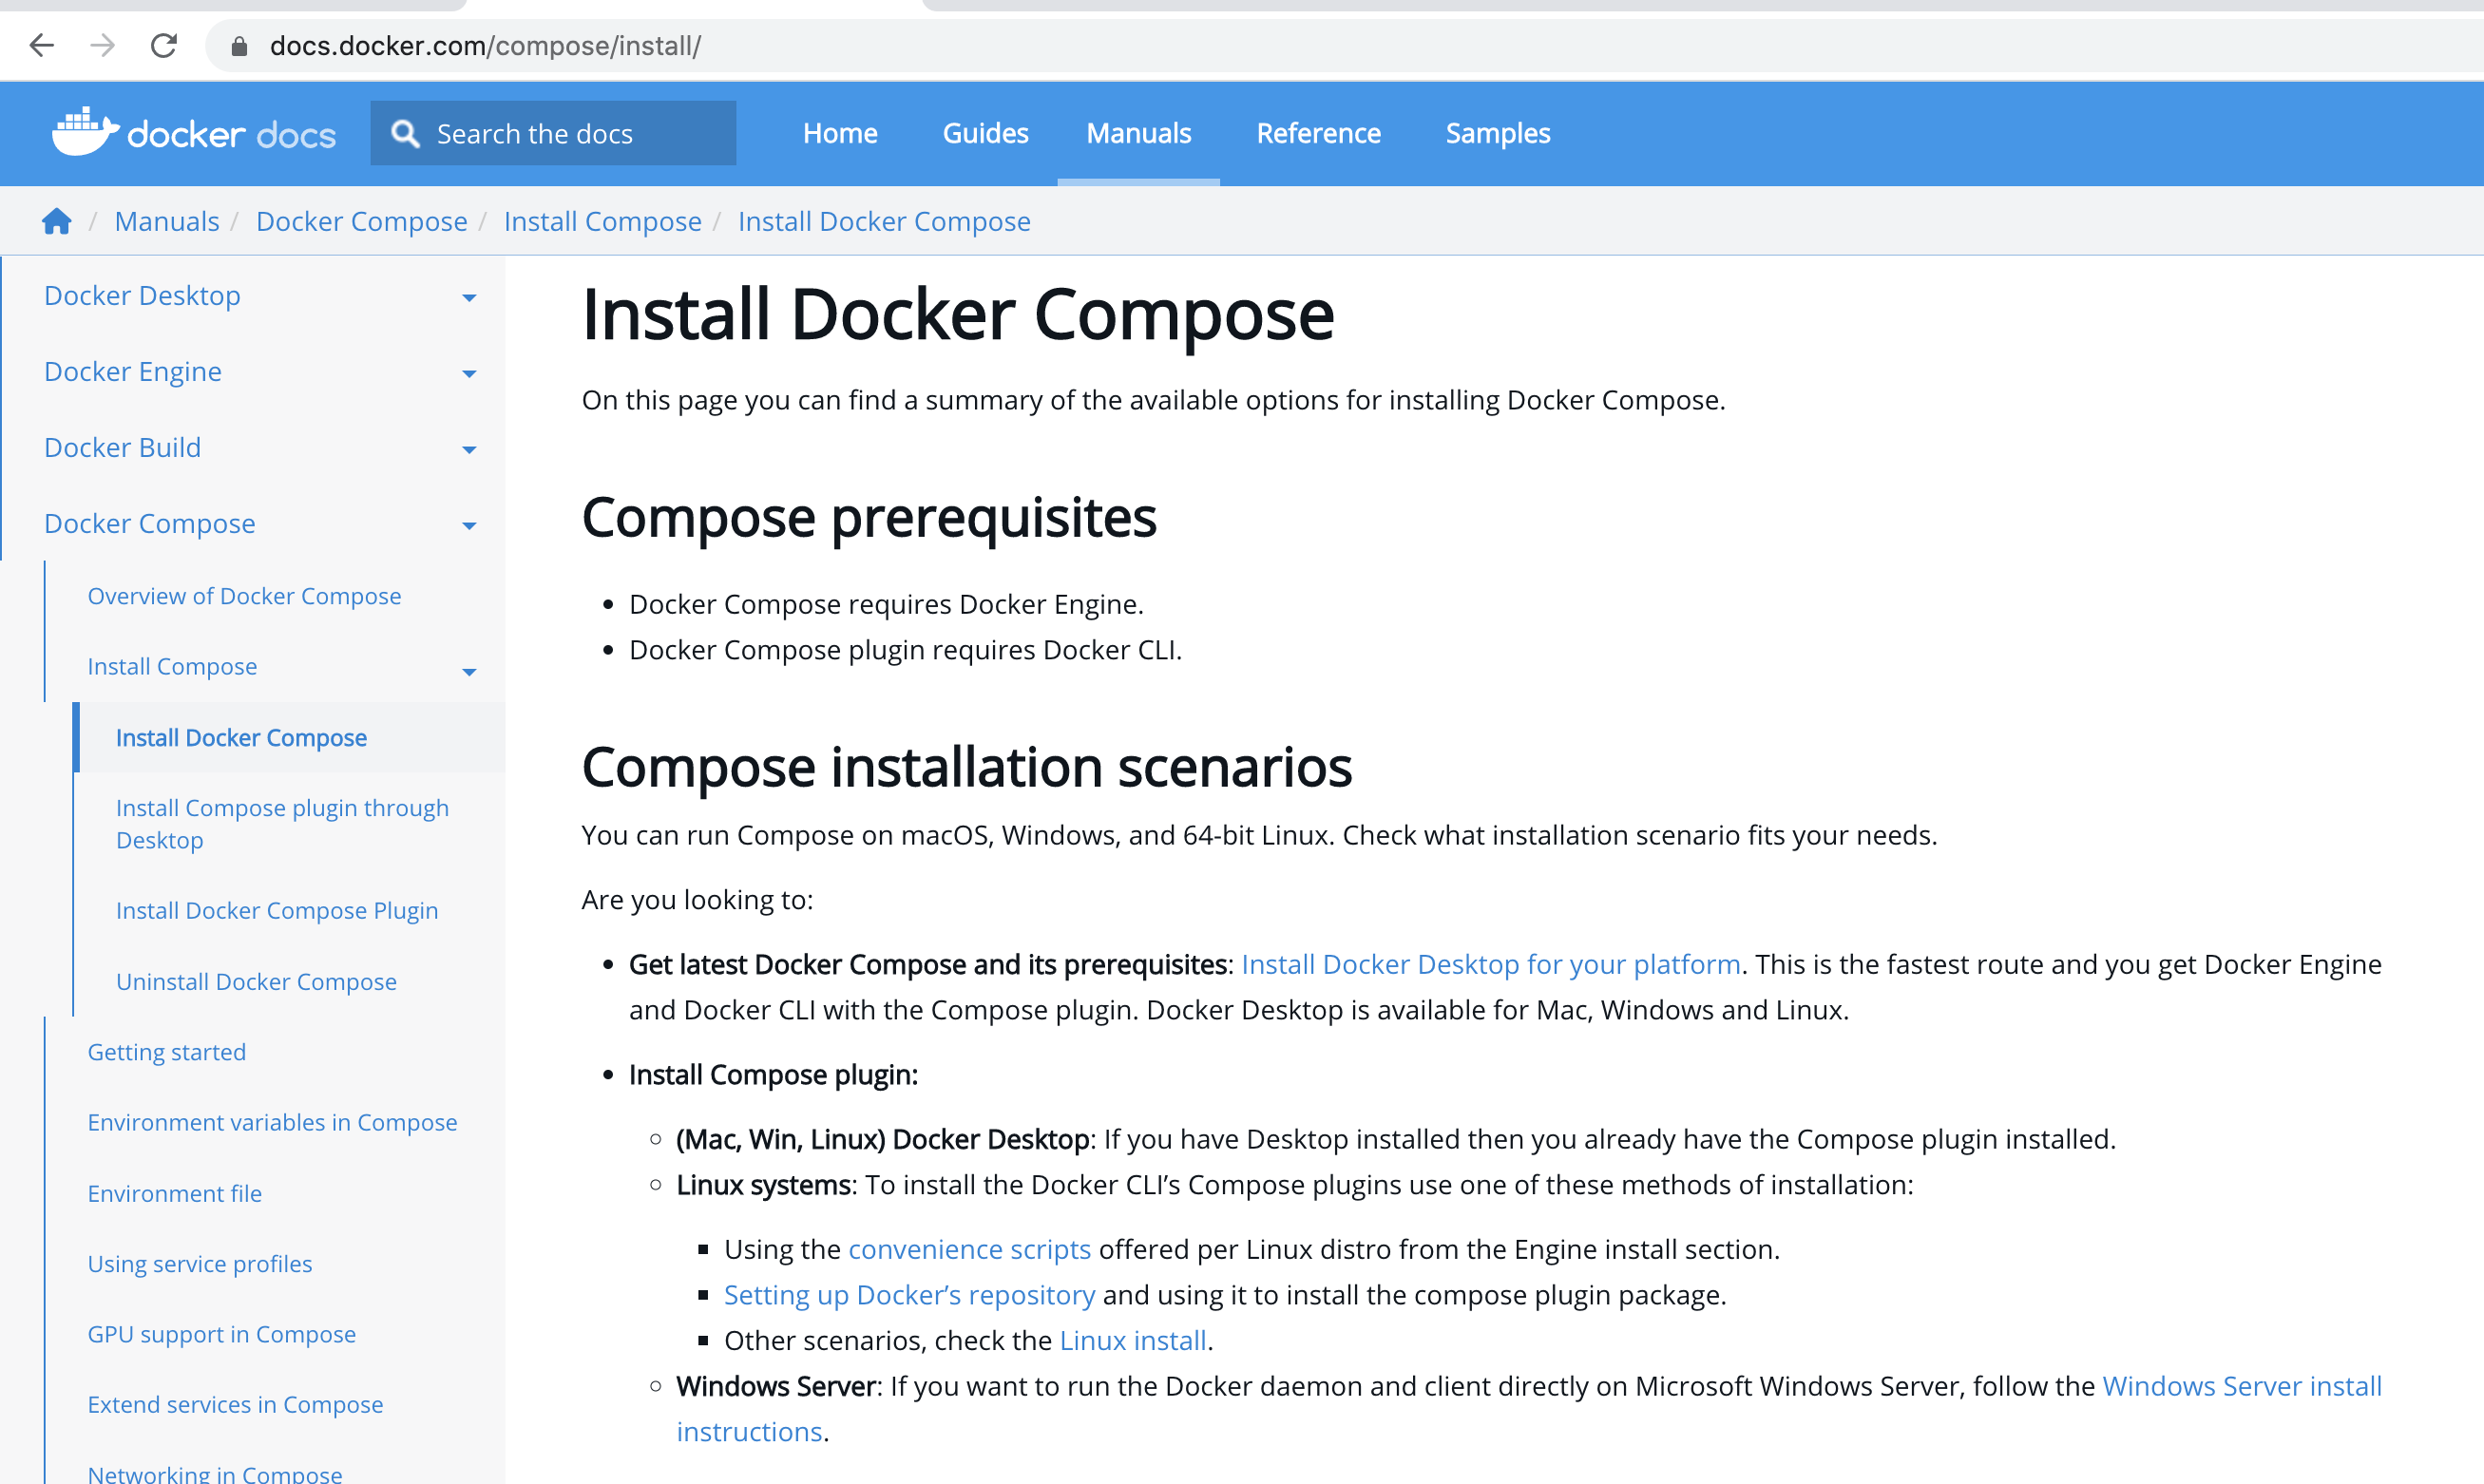 docs.docker.com/compose/install/
docker docs
Search the docs
Home
Guides
Manuals
Reference
Samples
/ Manuals / Docker Compose / Install Compose / Install Docker Compose
Docker Desktop
Docker Engine
Docker Build
Docker Compose
Overview of Docker Compose
Install Compose
Install Docker Compose
Install Compose plugin through
Desktop
Install Docker Compose Plugin
Uninstall Docker Compose
Getting started
Environment variables in Compose
Environment file
Using service profiles
GPU support in Compose
Extend services in Compose
Networking in Compose
Install Docker Compose
On this page you can find a summary of the available options for installing Docker Compose.
Compose prerequisites
• Docker Compose requires Docker Engine.
• Docker Compose plugin requires Docker CLI.
Compose installation scenarios
You can run Compose on macOS, Windows, and 64-bit Linux. Check what installation scenario fits your needs.
Are you looking to:
• Get latest Docker Compose and its prerequisites: Install Docker Desktop for your platform. This is the fastest route and you get Docker Engine
and Docker CLI with the Compose plugin. Docker Desktop is available for Mac, Windows and Linux.
• Install Compose plugin:
◦ (Mac, Win, Linux) Docker Desktop: If you have Desktop installed then you already have the Compose plugin installed.
◦ Linux systems: To install the Docker CLI’s Compose plugins use one of these methods of installation:
▪ Using the convenience scripts offered per Linux distro from the Engine install section.
▪ Setting up Docker’s repository and using it to install the compose plugin package.
▪ Other scenarios, check the Linux install.
◦ Windows Server: If you want to run the Docker daemon and client directly on Microsoft Windows Server, follow the Windows Server install
instructions.